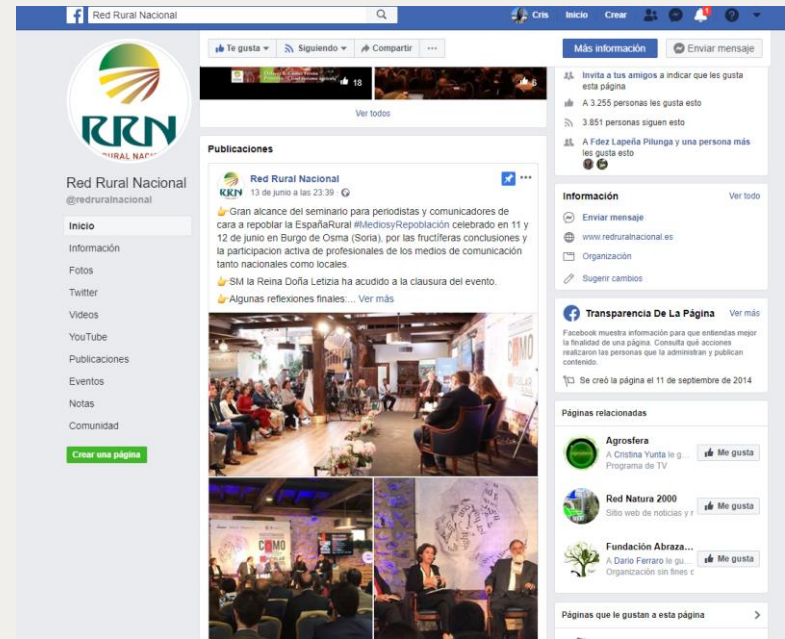 Red Rural Nacional
Cris
Inicio
Crear
1
Te gusta
Siguiendo
Compartir
Más información
Enviar mensaje
RRN
18
6
Ver todos
Red Rural Nacional
@redruralnacional
Inicio
Información
Fotos
Twitter
Videos
YouTube
Publicaciones
Eventos
Notas
Comunidad
Crear una página
Publicaciones
Red Rural Nacional
13 de junio a las 23:39
Gran alcance del seminario para periodistas y comunicadores de
cara a repoblar la EspañaRural #MediosyRepoblación celebrado en 11 y
12 de junio en Burgo de Osma (Soria), por las fructíferas conclusiones y
la participacion activa de profesionales de los medios de comunicación
tanto nacionales como locales.
SM la Reina Doña Letizia ha acudido a la clausura del evento.
Algunas reflexiones finales:... Ver más
Invita a tus amigos a indicar que les gusta
esta página
A 3.255 personas les gusta esto
3.851 personas siguen esto
A Fdez Lapeña Pilunga y una persona más
les gusta esto
Información
Ver todo
Enviar mensaje
www.redruralnacional.es
Organización
Sugerir cambios
Transparencia De La Página
Ver más
Facebook muestra información para que entiendas mejor
la finalidad de una página. Consulta qué acciones
realizaron las personas que la administran y publican
contenido.
Se creó la página el 11 de septiembre de 2014
Páginas relacionadas
Agrosfera
A Cristina Yunta le g...
Programa de TV
Me gusta
Red Natura 2000
Sitio web de noticias y r
Me gusta
Fundación Abraza...
A Dario Ferraro le gu...
Organización sin fines c
Me gusta
Páginas que le gustan a esta página